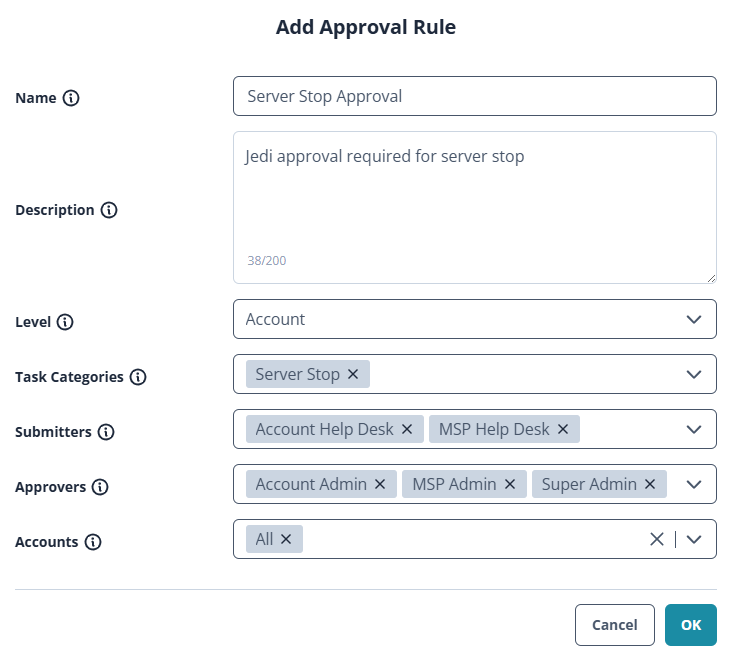 Add Approval Rule
Name
Server Stop Approval
Description
Jedi approval required for server stop
38/200
Level
Account
Task Categories
Server Stop
Submitters
Account Help Desk MSP Help Desk
Approvers
Account Admin MSP Admin Super Admin
Accounts
All
Cancel OK